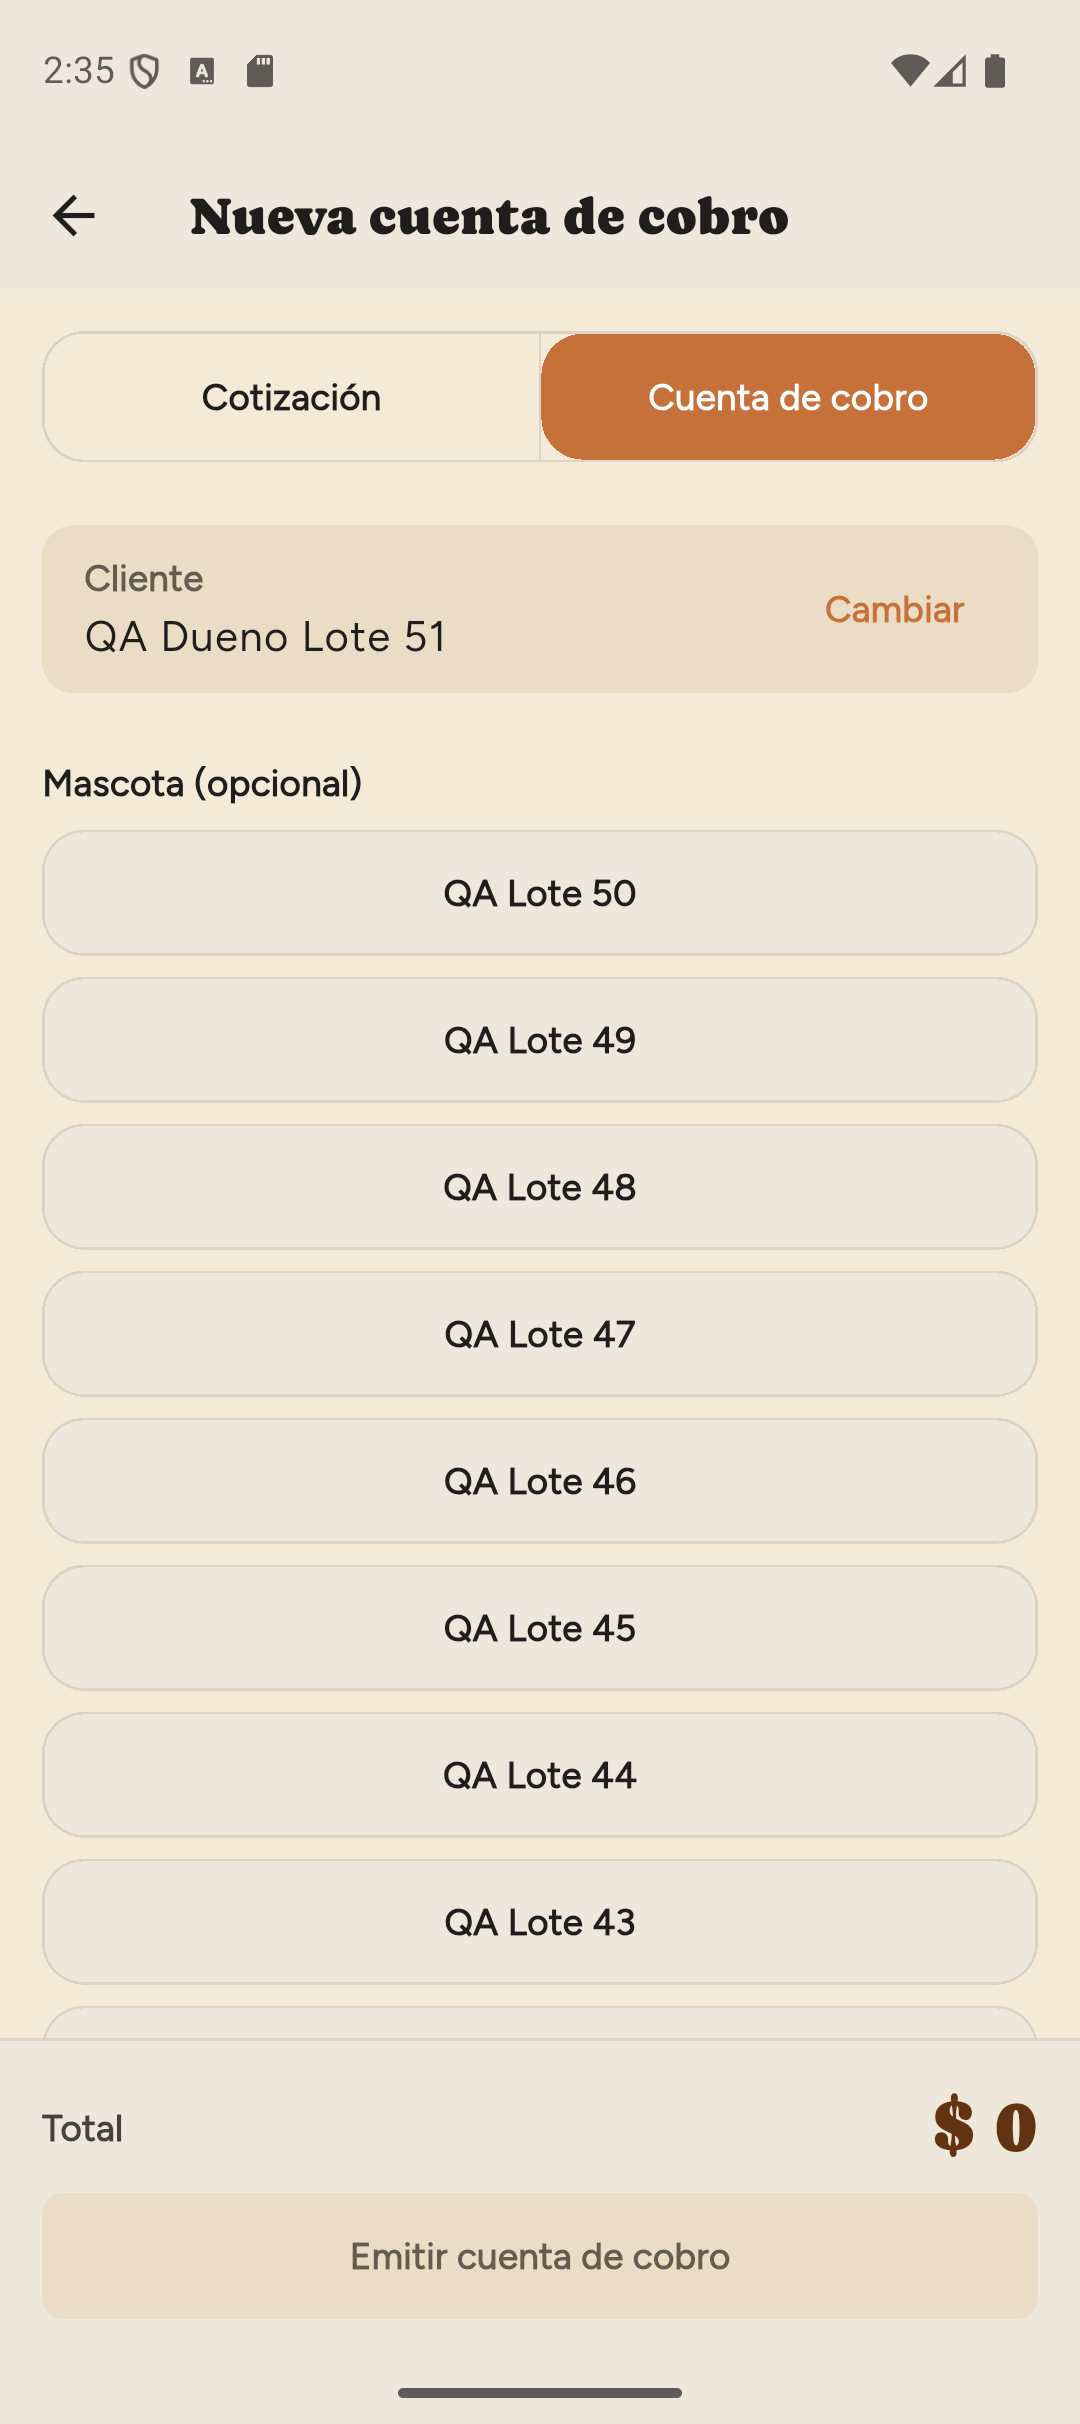 2:35
Nueva cuenta de cobro
Cotización
Cuenta de cobro
Cliente
QA Dueno Lote 51
Cambiar
Mascota (opcional)
QA Lote 50
QA Lote 49
QA Lote 48
QA Lote 47
QA Lote 46
QA Lote 45
QA Lote 44
QA Lote 43
Total
$ 0
Emitir cuenta de cobro